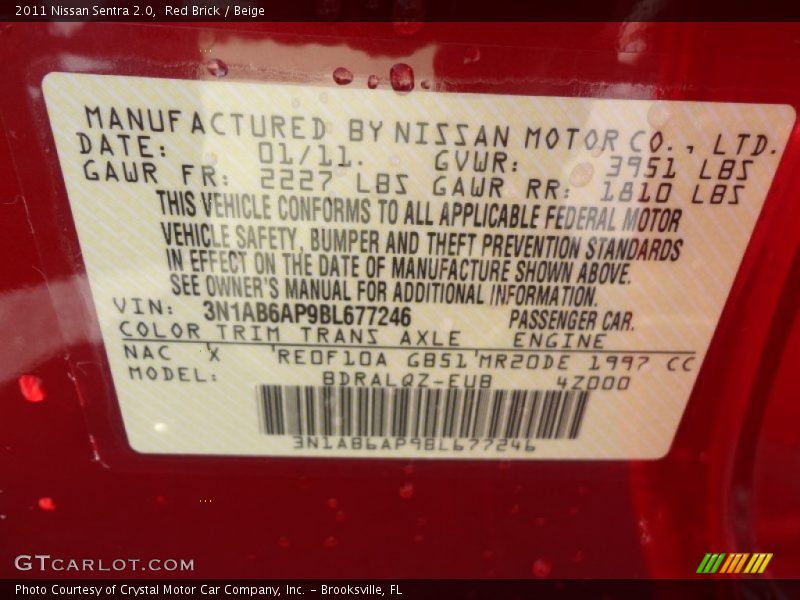 2011 Nissan Sentra 2.0,  Red Brick / Beige
MANUFACTURED BY NISSAN MOTOR CO., LTD.
DATE: 01/11. GVWR: 3951 LBS
GAWR FR: 2227 LBS GAWR RR: 1810 LBS
THIS VEHICLE CONFORMS TO ALL APPLICABLE FEDERAL MOTOR
VEHICLE SAFETY, BUMPER AND THEFT PREVENTION STANDARDS
IN EFFECT ON THE DATE OF MANUFACTURE SHOWN ABOVE.
SEE OWNER'S MANUAL FOR ADDITIONAL INFORMATION.
VIN: 3N1AB6AP9BL677246 PASSENGER CAR.
COLOR TRIM TRANS AXLE ENGINE
NAC X RE0F10A GB51 MR20DE 1997 CC
MODEL: BDRALQZ-EUB 4Z000
3N1AB6AP9BL677246
GTCARLOT.COM
Photo Courtesy of Crystal Motor Car Company, Inc. – Brooksville, FL